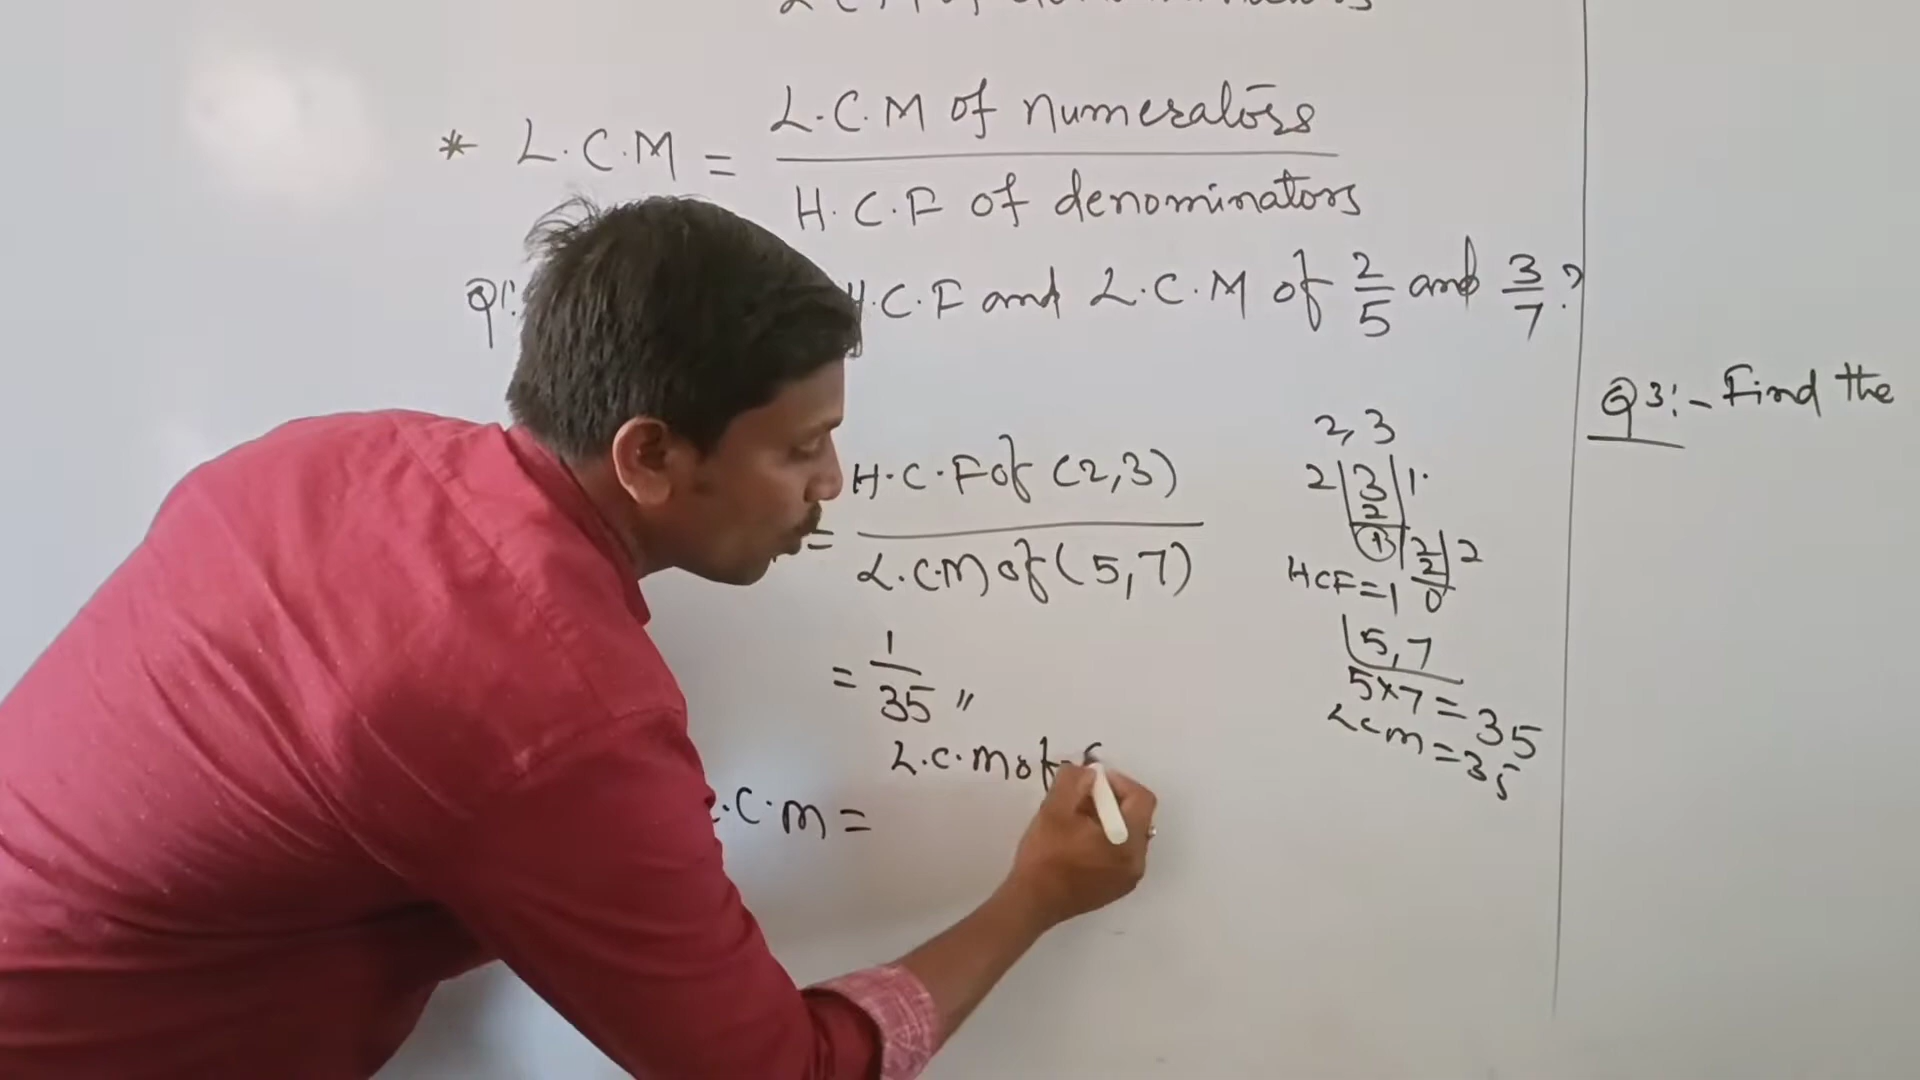 * L.C.M = L.C.M of numerators
H.C.F of denominators
Q1:
H.C.F and L.C.M of 2/5 and 3/7?
= H.C.F of (2,3)
L.C.M of (5,7)
= 1/35 "
L.C.M of
.C.M =
2, 3
2 | 3 | 1
2
1 | 2 | 2
2
HCF = 1 0
5, 7
5×7 = 35
LCM = 35
Q3:- Find the